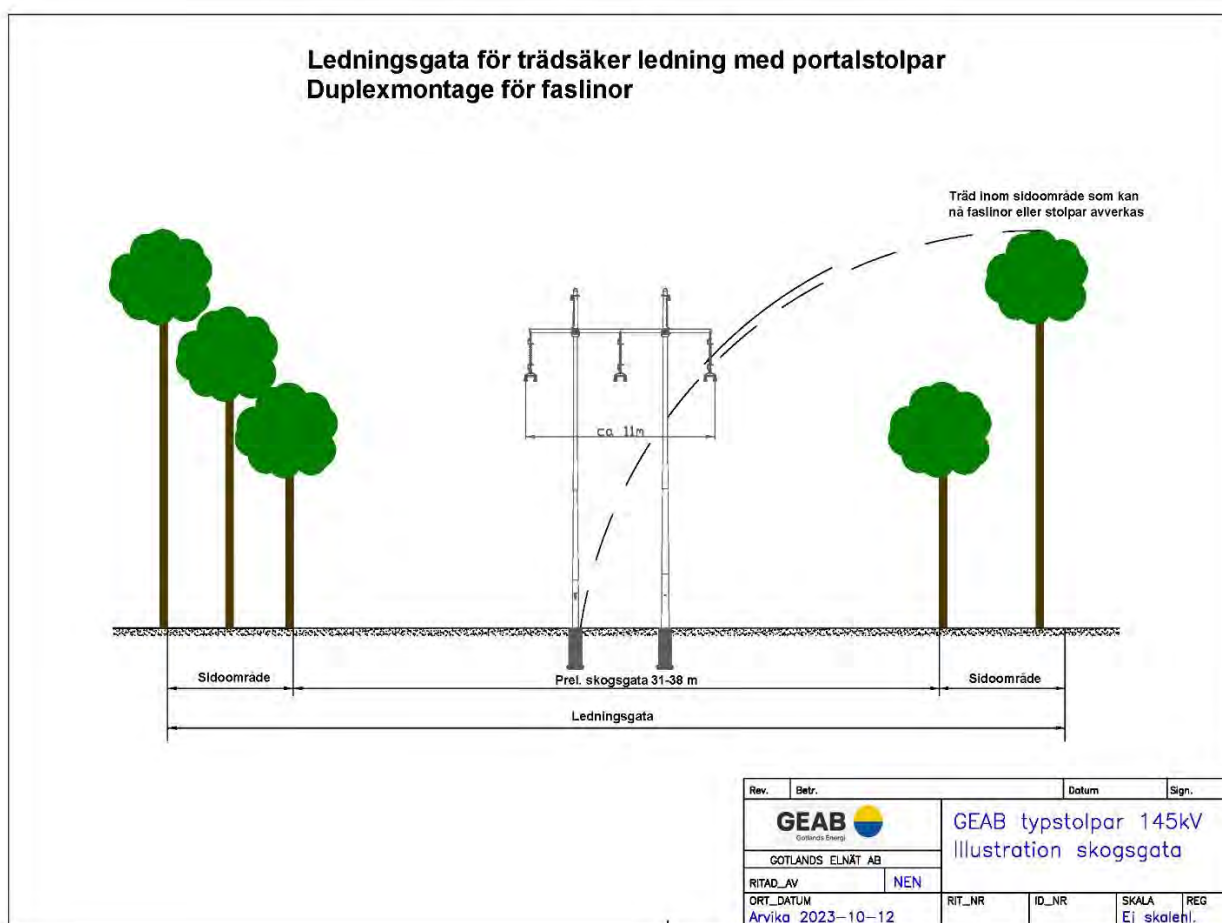 Ledningsgata för trädsäker ledning med portalstolpar
Duplexmontage för faslinor
Träd inom sidoområde som kan
nå faslinor eller stolpar avverkas
ca 11m
Sidoområde
Prel. skogsgata 31-38 m
Sidoområde
Ledningsgata
Rev. Betr. Datum Sign.
GEAB
Gotlands Energi
GOTLANDS ELNÄT AB
GEAB typstolpar 145kV
Illustration skogsgata
RITAD_AV NEN
ORT_DATUM RIT_NR ID_NR SKALA REG
Arvika 2023-10-12 Ej skalenl.